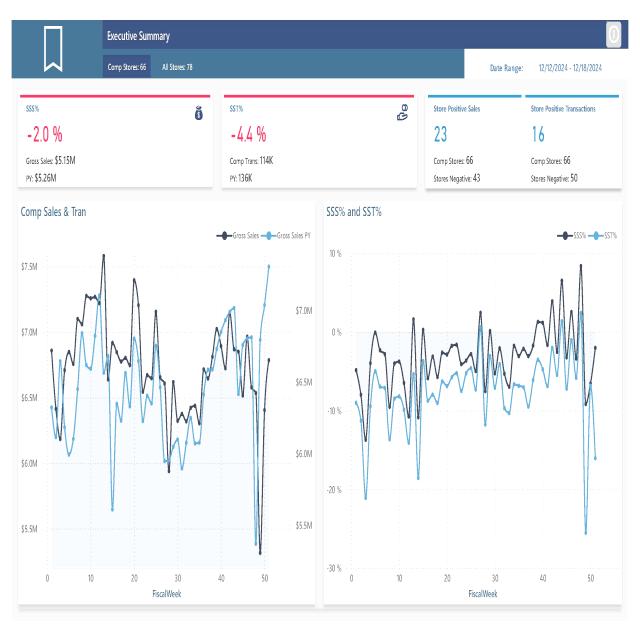 Executive Summary
Comp Stores: 66
All Stores: 78
Date Range: 12/12/2024 - 12/18/2024
SSS%
-2.0 %
Gross Sales: $5.15M
PY: $5.26M
SST%
-4.4 %
Comp Trans: 114K
PY: 136K
Store Positive Sales
23
Comp Stores: 66
Stores Negative: 43
Store Positive Transactions
16
Comp Stores: 66
Stores Negative: 50
Comp Sales & Tran
Gross Sales
Gross Sales PY
$7.5M
$7.0M
$6.5M
$6.0M
$5.5M
$7.0M
$6.5M
$6.0M
$5.5M
0 10 20 30 40 50
FiscalWeek
SSS% and SST%
SSS%
SST%
10 %
0 %
-10 %
-20 %
-30 %
0 10 20 30 40 50
FiscalWeek